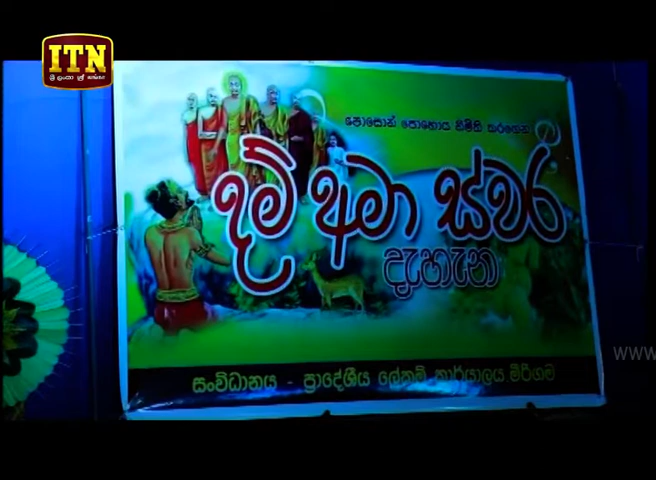 ITN
ශ්‍රී ලංකා ශ්‍රී සංඝා
පොසොන් පොහොය නිමිති කරගෙන
දම් අමා ස්වර
දැහැන
සංවිධානය - ප්‍රාදේශීය ලේකම් කාර්යාලය මීරිගම
www